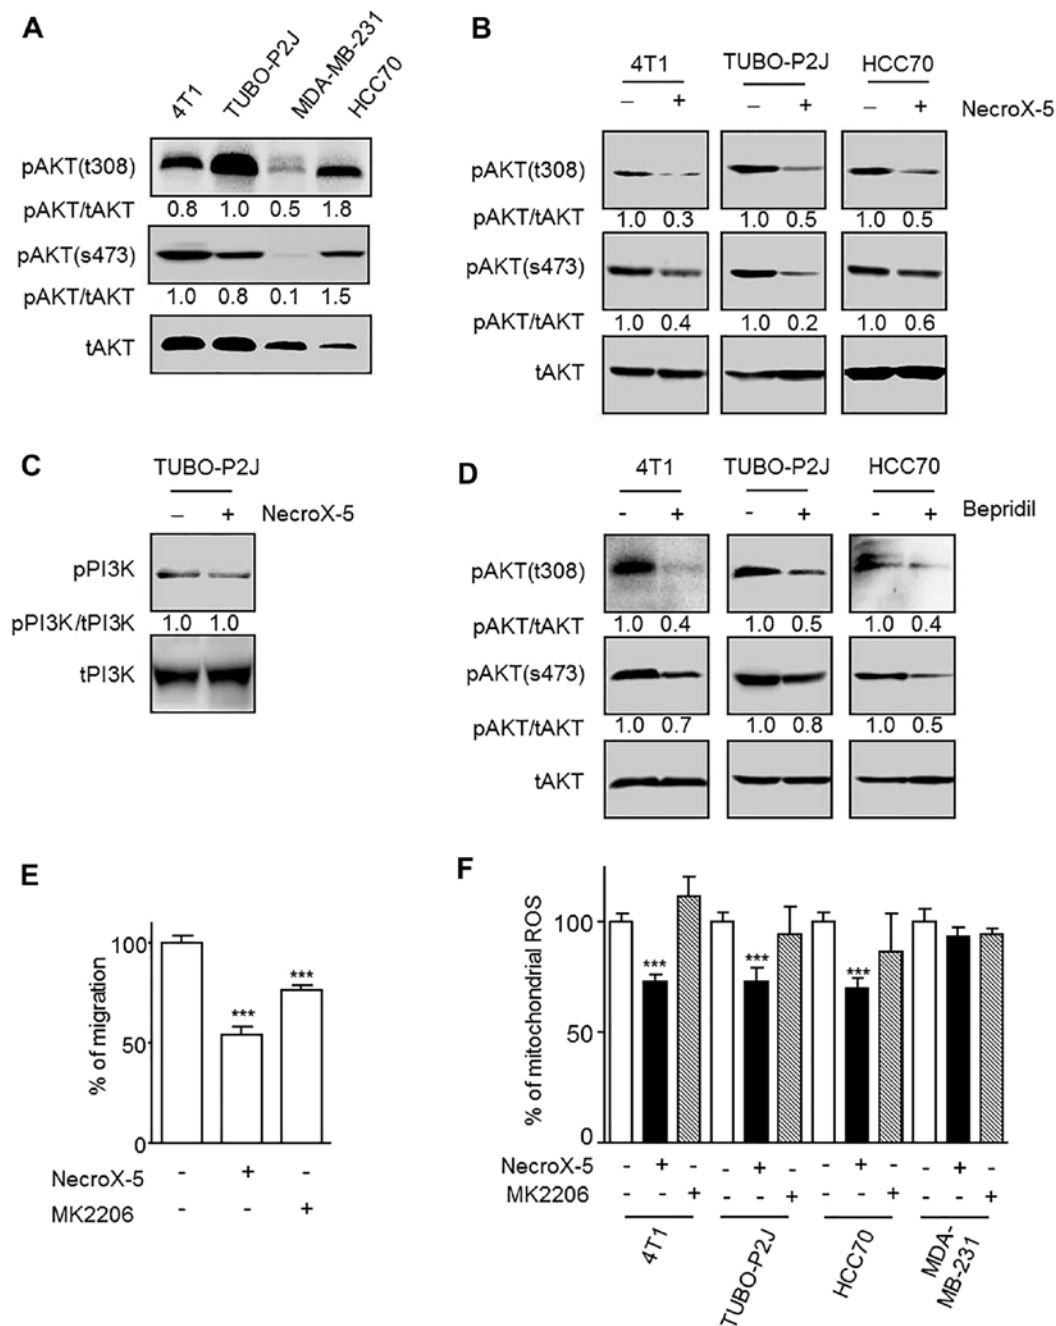 A
4T1 TUBO-P2J MDA-MB-231 HCC70
pAKT(t308)
pAKT/tAKT 0.8 1.0 0.5 1.8
pAKT(s473)
pAKT/tAKT 1.0 0.8 0.1 1.5
tAKT
B
4T1 TUBO-P2J HCC70
– + – + – + NecroX-5
pAKT(t308)
pAKT/tAKT 1.0 0.3 1.0 0.5 1.0 0.5
pAKT(s473)
pAKT/tAKT 1.0 0.4 1.0 0.2 1.0 0.6
tAKT
C
TUBO-P2J
– + NecroX-5
pPI3K
pPI3K/tPI3K 1.0 1.0
tPI3K
D
4T1 TUBO-P2J HCC70
- + - + - + Bepridil
pAKT(t308)
pAKT/tAKT 1.0 0.4 1.0 0.5 1.0 0.4
pAKT(s473)
pAKT/tAKT 1.0 0.7 1.0 0.8 1.0 0.5
tAKT
E
% of migration
100
50
0
*** ***
NecroX-5 - + -
MK2206 - - +
F
% of mitochondrial ROS
100
50
0
*** *** ***
NecroX-5 - + - - + - - + - - + -
MK2206 - - + - - + - - + - - +
4T1 TUBO-P2J HCC70 MDA-
MB-231